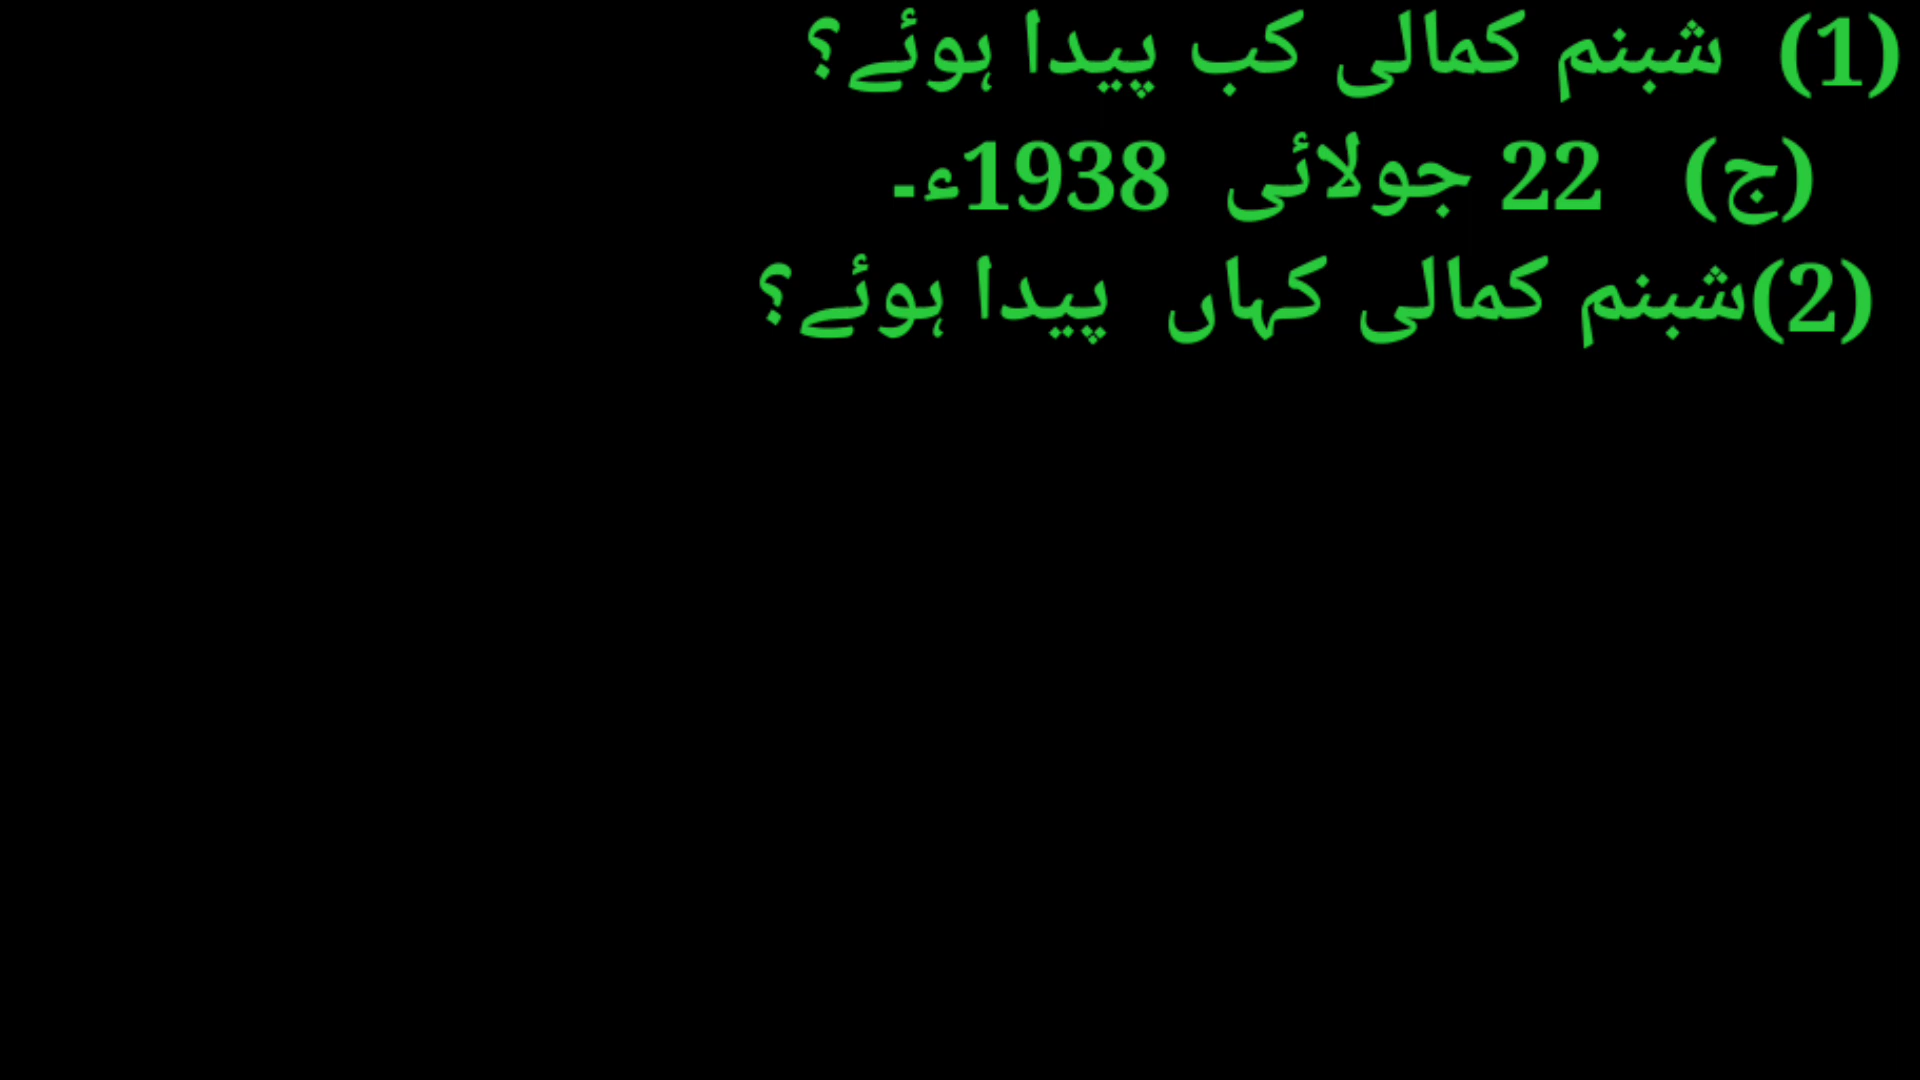 (1) شبنم کمالی کب پیدا ہوئے؟
(ج) 22 جولائی 1938ء۔
(2)شبنم کمالی کہاں پیدا ہوئے؟